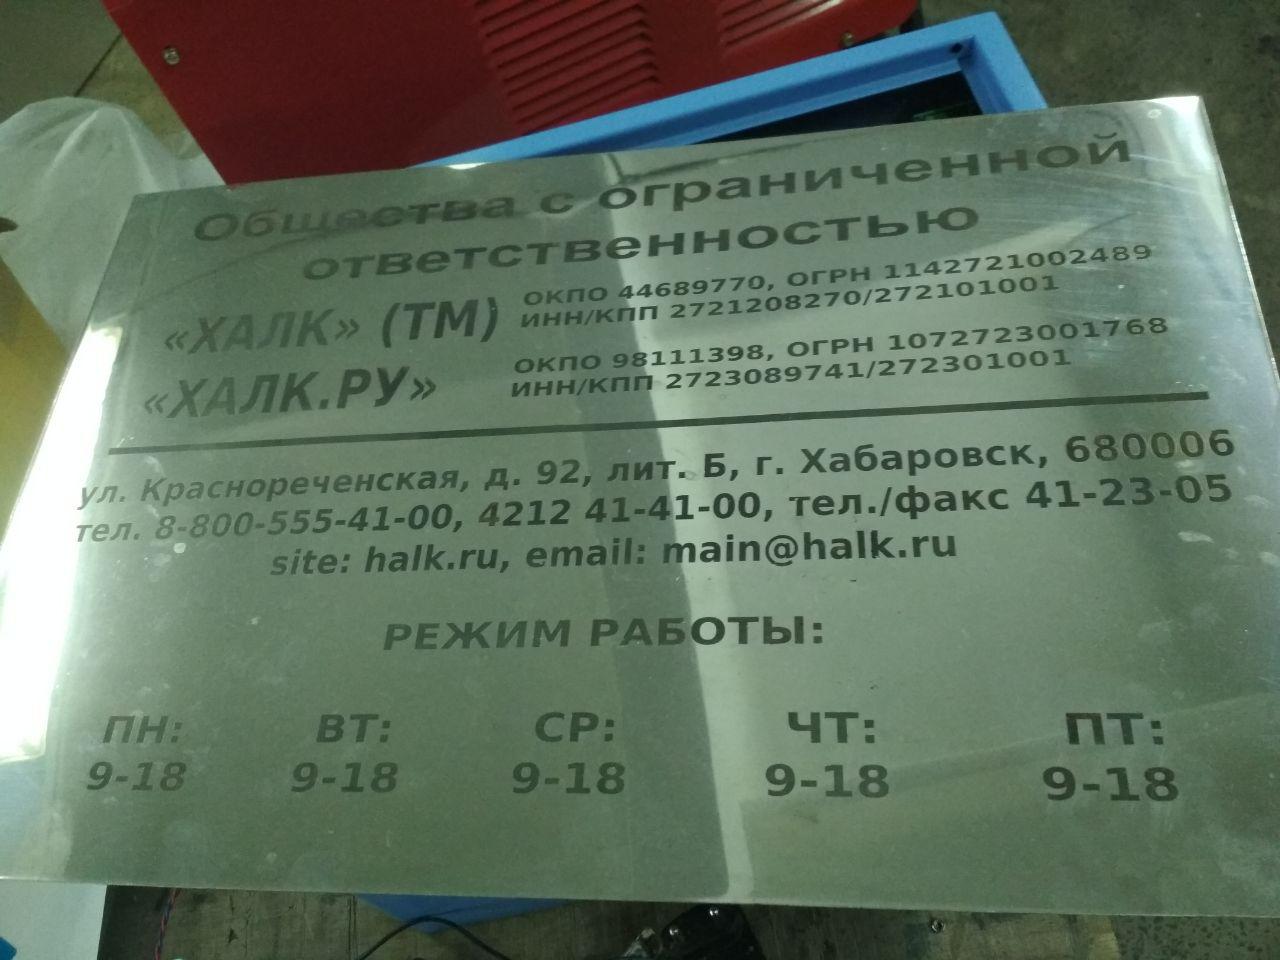 Общества с ограниченной
ответственностью
«ХАЛК» (ТМ) ОКПО 44689770, ОГРН 1142721002489
ИНН/КПП 2721208270/272101001
«ХАЛК.РУ» ОКПО 98111398, ОГРН 1072723001768
ИНН/КПП 2723089741/272301001
ул. Краснореченская, д. 92, лит. Б, г. Хабаровск, 680006
тел. 8-800-555-41-00, 4212 41-41-00, тел./факс 41-23-05
site: halk.ru, email: main@halk.ru
РЕЖИМ РАБОТЫ:
ПН: ВТ: СР: ЧТ: ПТ:
9-18 9-18 9-18 9-18 9-18